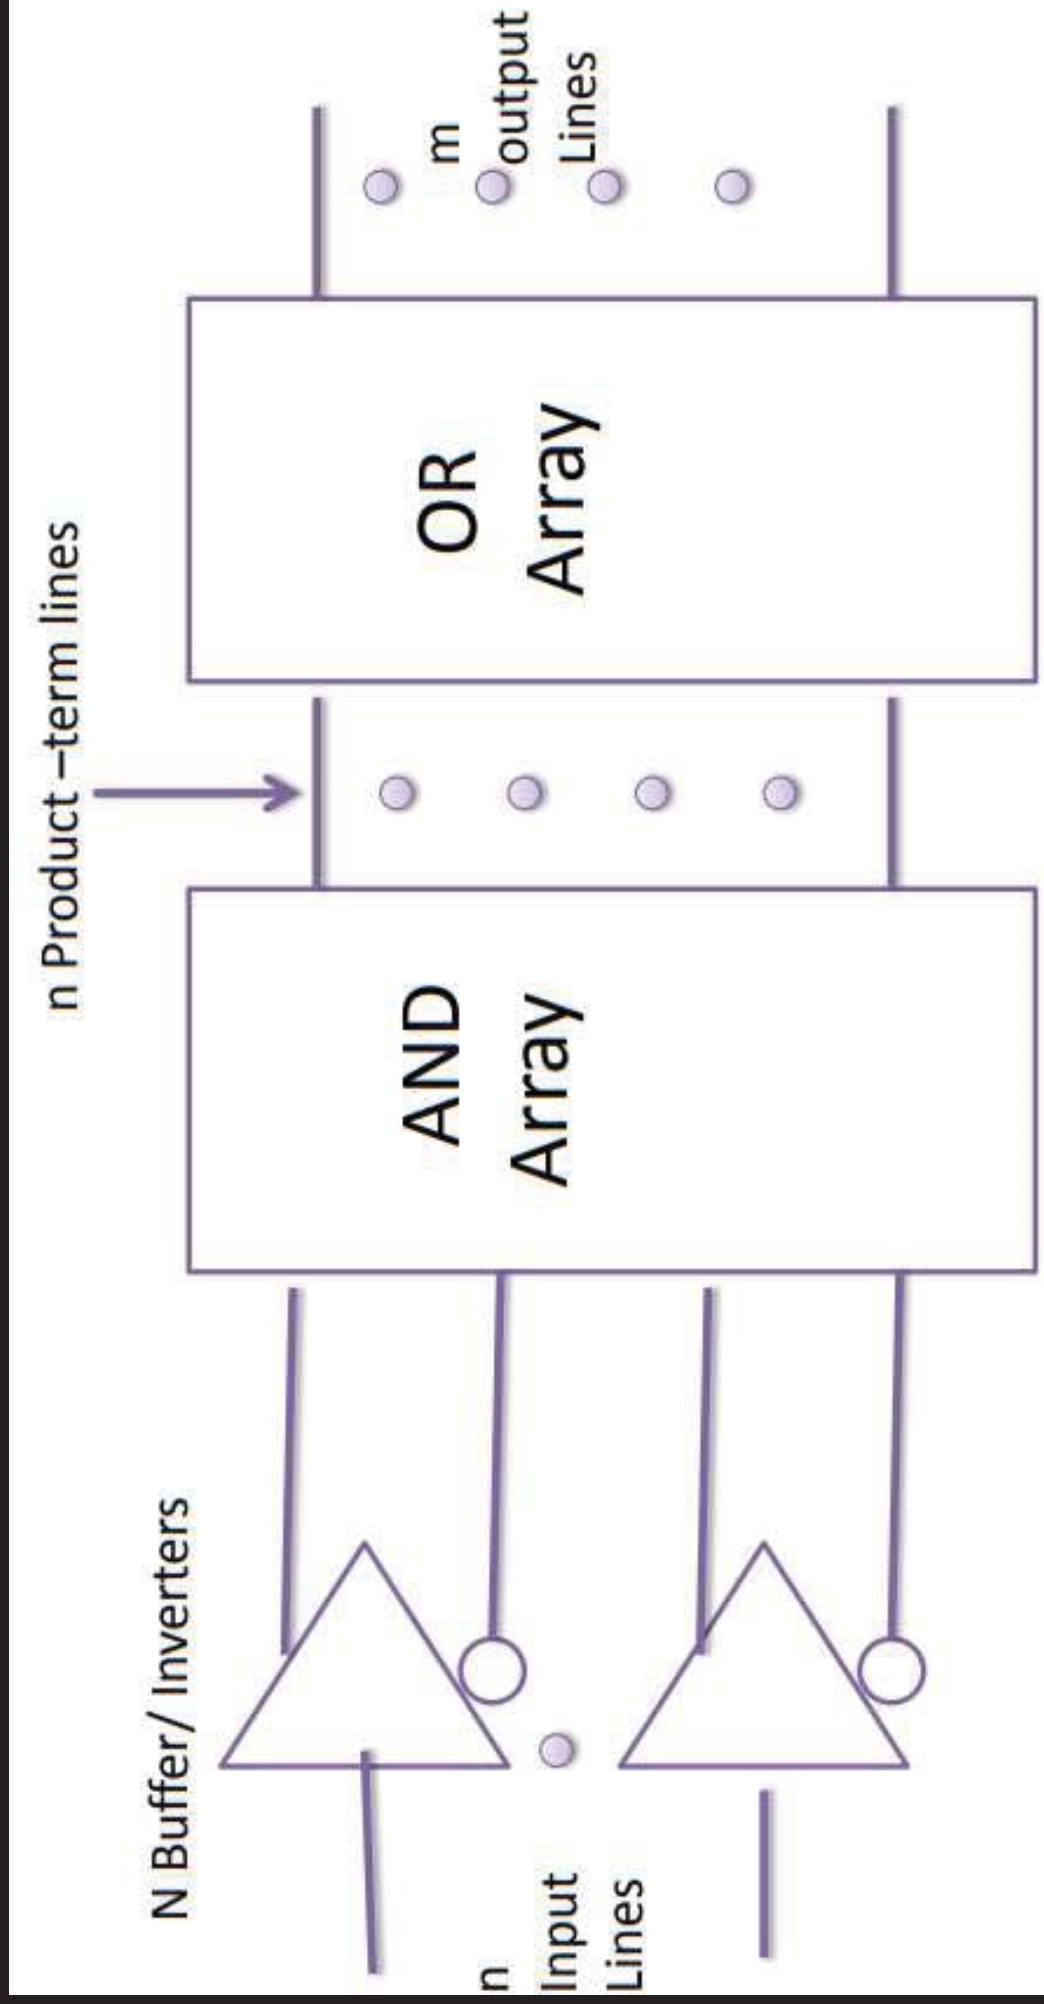 n Product –term lines
N Buffer/ Inverters
n
Input
Lines
AND
Array
OR
Array
m
output
Lines